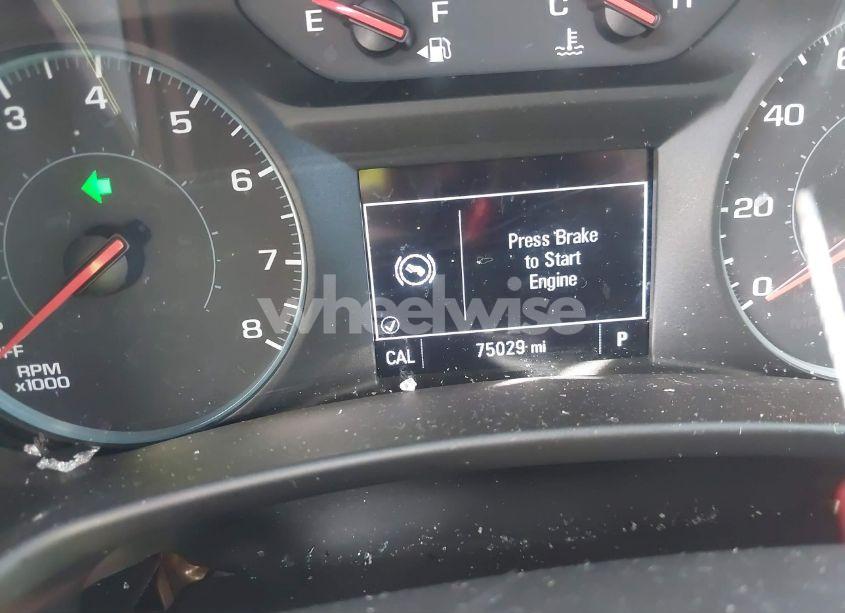 E F
C H
3 4 5 6 7 8
OFF
RPM
x1000
Press Brake
to Start
Engine
CAL 75029 mi P
0 20 40
wheelwise